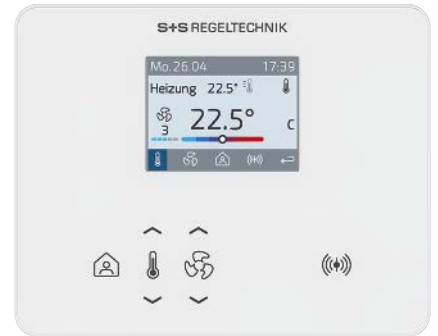 S+S REGELTECHNIK
Mo.26.04 17:39
Heizung 22.5°
22.5°
3
C